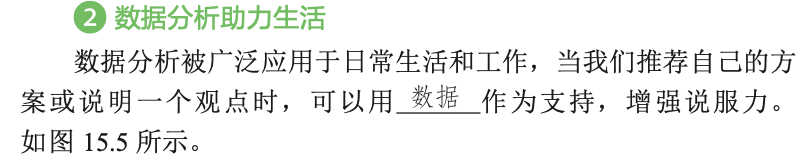 2 数据分析助力生活
数据分析被广泛应用于日常生活和工作，当我们推荐自己的方
案或说明一个观点时，可以用 数据 作为支持，增强说服力。
如图 15.5 所示。